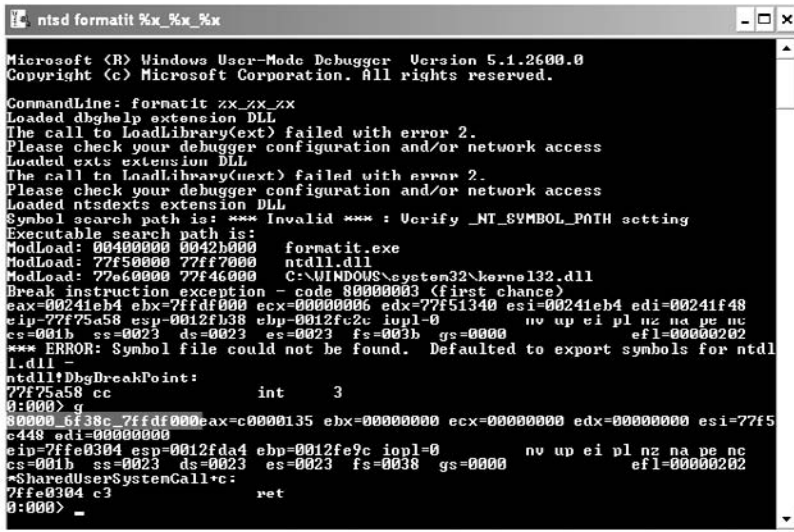 ntsd formatit %x_%x_%x
Microsoft (R) Windows User-Mode Debugger  Version 5.1.2600.0
Copyright (c) Microsoft Corporation. All rights reserved.
CommandLine: formatit %x_%x_%x
Loaded dbghelp extension DLL
The call to LoadLibrary(ext) failed with error 2.
Please check your debugger configuration and/or network access
Loaded exts extension DLL
The call to LoadLibrary(uext) failed with error 2.
Please check your debugger configuration and/or network access
Loaded ntsdexts extension DLL
Symbol search path is: *** Invalid *** : Verify _NT_SYMBOL_PATH setting
Executable search path is:
ModLoad: 00400000 0042b000   formatit.exe
ModLoad: 77f50000 77ff7000   ntdll.dll
ModLoad: 77e60000 77f46000   C:\WINDOWS\system32\kernel32.dll
Break instruction exception - code 80000003 (first chance)
eax=00241eb4 ebx=7ffdf000 ecx=00000006 edx=77f51340 esi=00241eb4 edi=00241f48
eip=77f75a58 esp=0012fb38 ebp=0012fc2c iopl=0         nv up ei pl nz na pe nc
cs=001b  ss=0023  ds=0023  es=0023  fs=003b  gs=0000             efl=00000202
*** ERROR: Symbol file could not be found.  Defaulted to export symbols for ntdl
l.dll -
ntdll!DbgBreakPoint:
77f75a58 cc               int     3
0:000> g
80000_6f38c_7ffdf000eax=c0000135 ebx=00000000 ecx=00000000 edx=00000000 esi=77f5
c448 edi=00000000
eip=7ffe0304 esp=0012fda4 ebp=0012fe9c iopl=0         nv up ei pl nz na pe nc
cs=001b  ss=0023  ds=0023  es=0023  fs=0038  gs=0000             efl=00000202
*SharedUserSystemCall+c:
7ffe0304 c3               ret
0:000> _